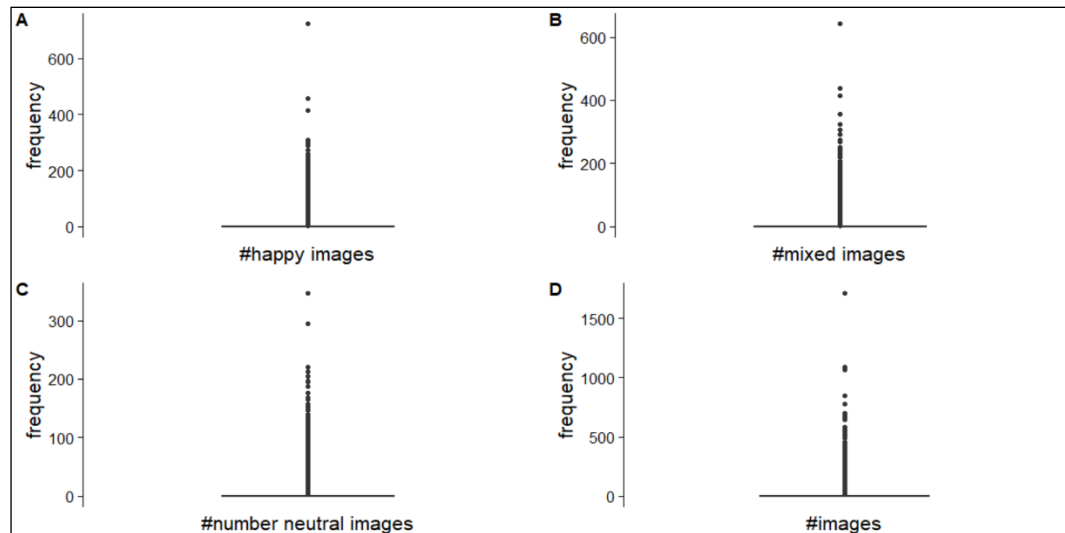 A
frequency
600
400
200
0
#happy images
B
frequency
600
400
200
0
#mixed images
C
frequency
300
200
100
0
#number neutral images
D
frequency
1500
1000
500
0
#images